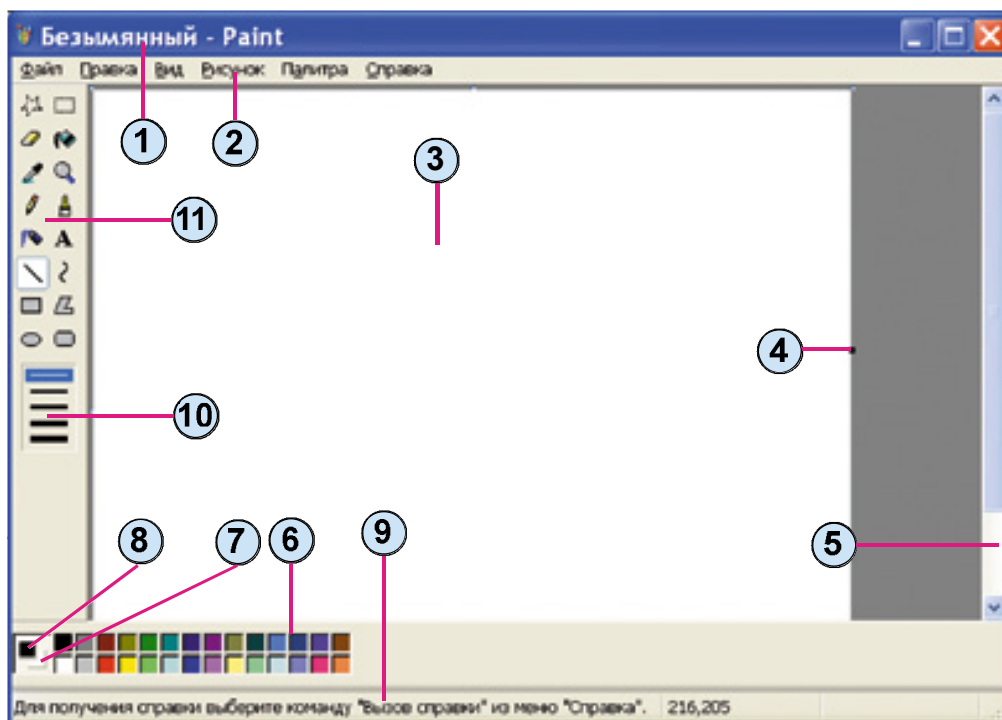 Безымянный - Paint
Файл Правка Вид Рисунок Палитра Справка
1
2
3
11
A
4
10
8
7
6
9
5
Для получения справки выберите команду "Вызов справки" из меню "Справка". 216,205